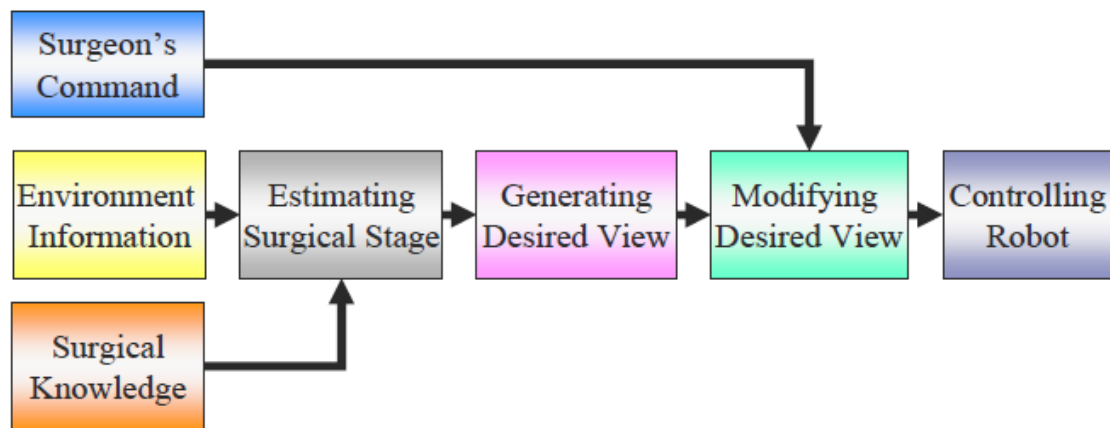 Surgeon's
Command
Environment
Information
Estimating
Surgical Stage
Generating
Desired View
Modifying
Desired View
Controlling
Robot
Surgical
Knowledge